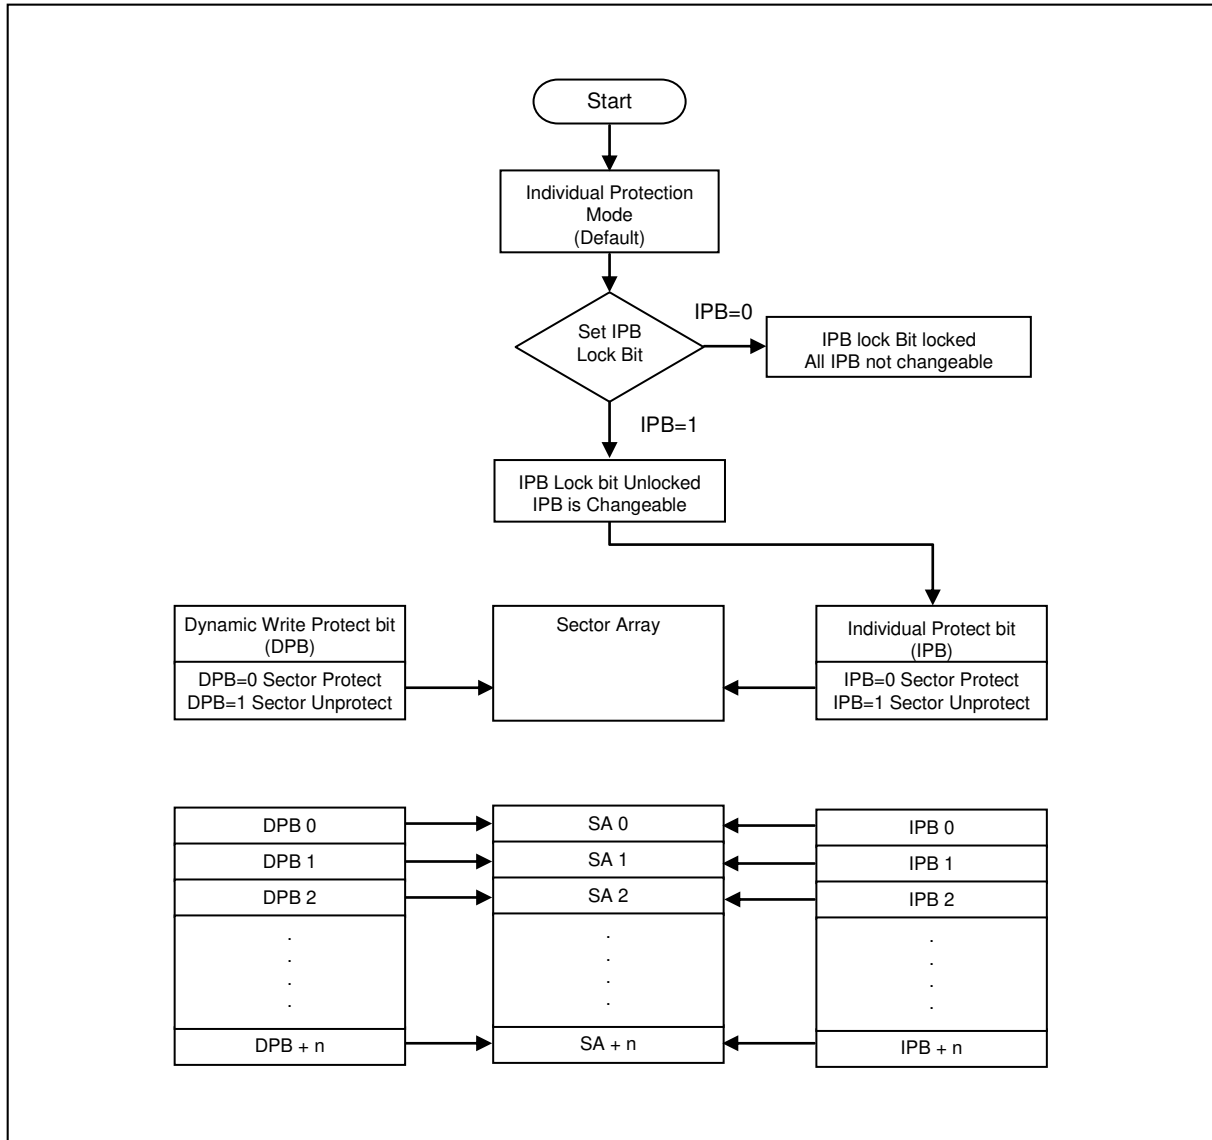 Start
Individual Protection
Mode
(Default)
IPB=0
Set IPB
Lock Bit
IPB lock Bit locked
All IPB not changeable
IPB=1
IPB Lock bit Unlocked
IPB is Changeable
Dynamic Write Protect bit
(DPB)
DPB=0 Sector Protect
DPB=1 Sector Unprotect
Sector Array
Individual Protect bit
(IPB)
IPB=0 Sector Protect
IPB=1 Sector Unprotect
DPB 0
SA 0
IPB 0
DPB 1
SA 1
IPB 1
DPB 2
SA 2
IPB 2
. . .
. . .
. . .
. . .
DPB + n
SA + n
IPB + n